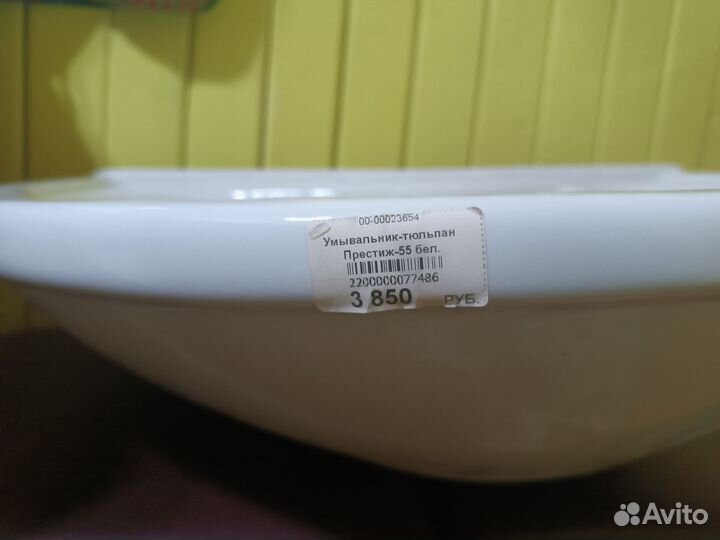 00-00023654
Умывальник-тюльпан
Престиж-55 бел.
2200000077486
3 850 РУБ.
Avito